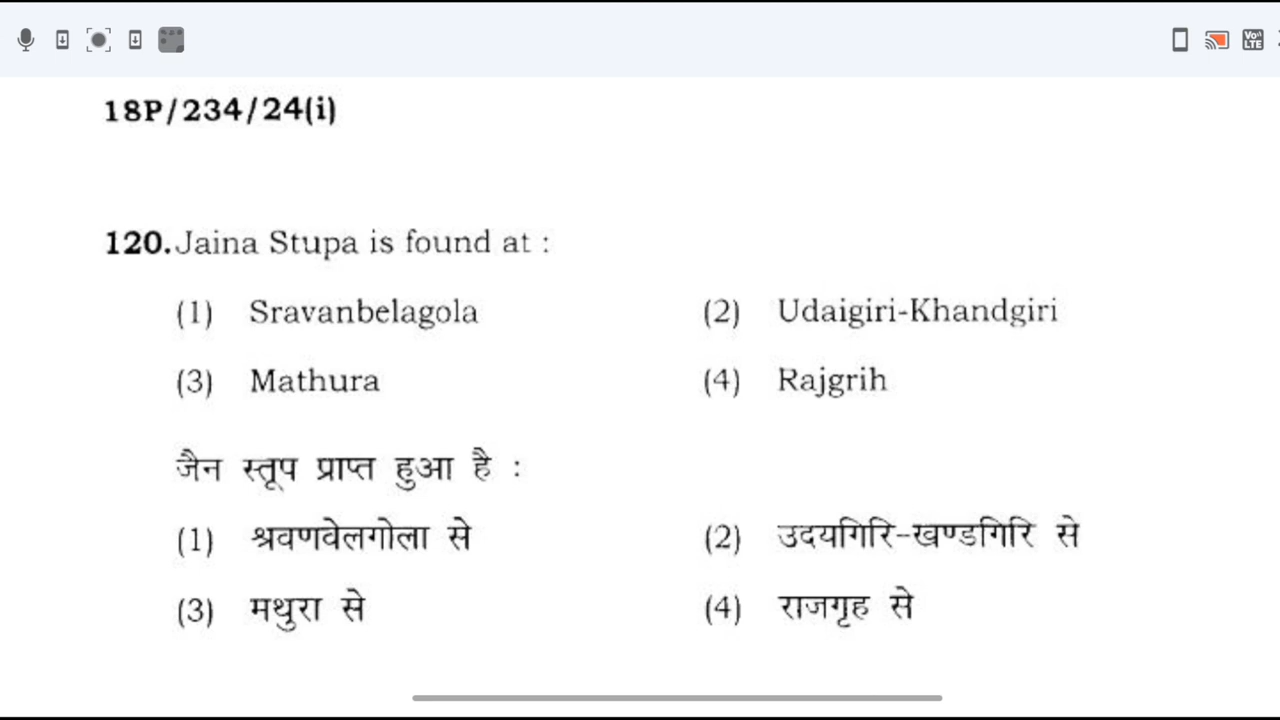 18P/234/24(i)
120. Jaina Stupa is found at :
(1) Sravanbelagola (2) Udaigiri-Khandgiri
(3) Mathura (4) Rajgrih
जैन स्तूप प्राप्त हुआ है :
(1) श्रवणवेलगोला से (2) उदयगिरि-खण्डगिरि से
(3) मथुरा से (4) राजगृह से